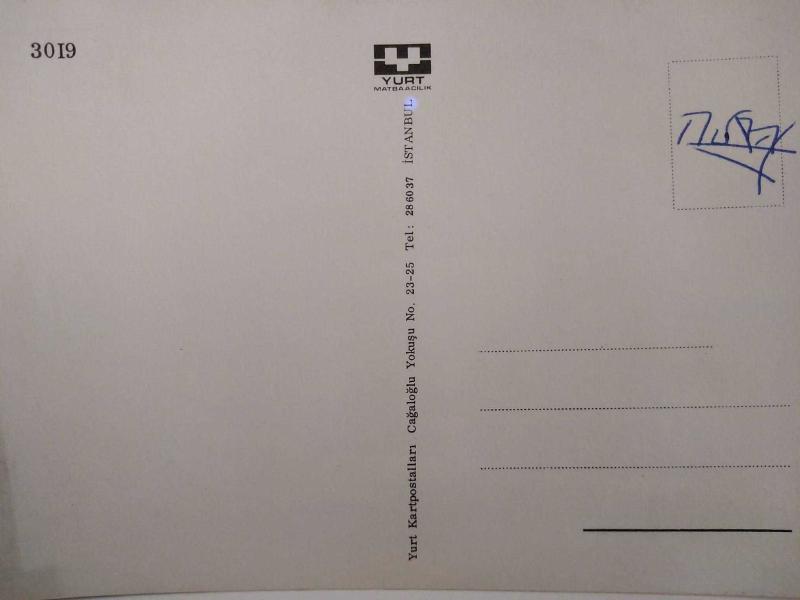 3019
YURT
MATBAACILIK
Yurt Kartpostalları Cağaloğlu Yokuşu No. 23-25 Tel: 286037 İSTANBUL